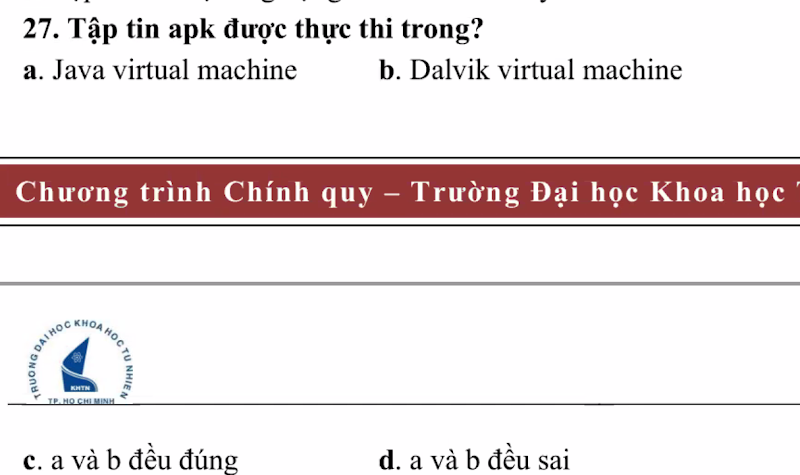 27. Tập tin apk được thực thi trong?
a. Java virtual machine b. Dalvik virtual machine
Chương trình Chính quy – Trường Đại học Khoa học
TRUONG DAI HOC KHOA HOC TU NHIEN
KHTN
TP. HO CHI MINH
c. a và b đều đúng d. a và b đều sai